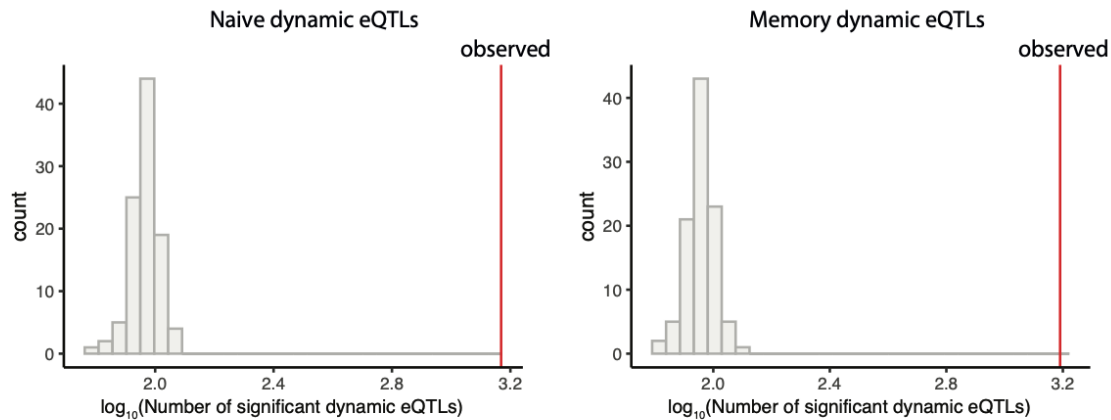 Naive dynamic eQTLs
observed
count
40
30
20
10
0
2.0 2.4 2.8 3.2
log10(Number of significant dynamic eQTLs)
Memory dynamic eQTLs
observed
count
40
30
20
10
0
2.0 2.4 2.8 3.2
log10(Number of significant dynamic eQTLs)